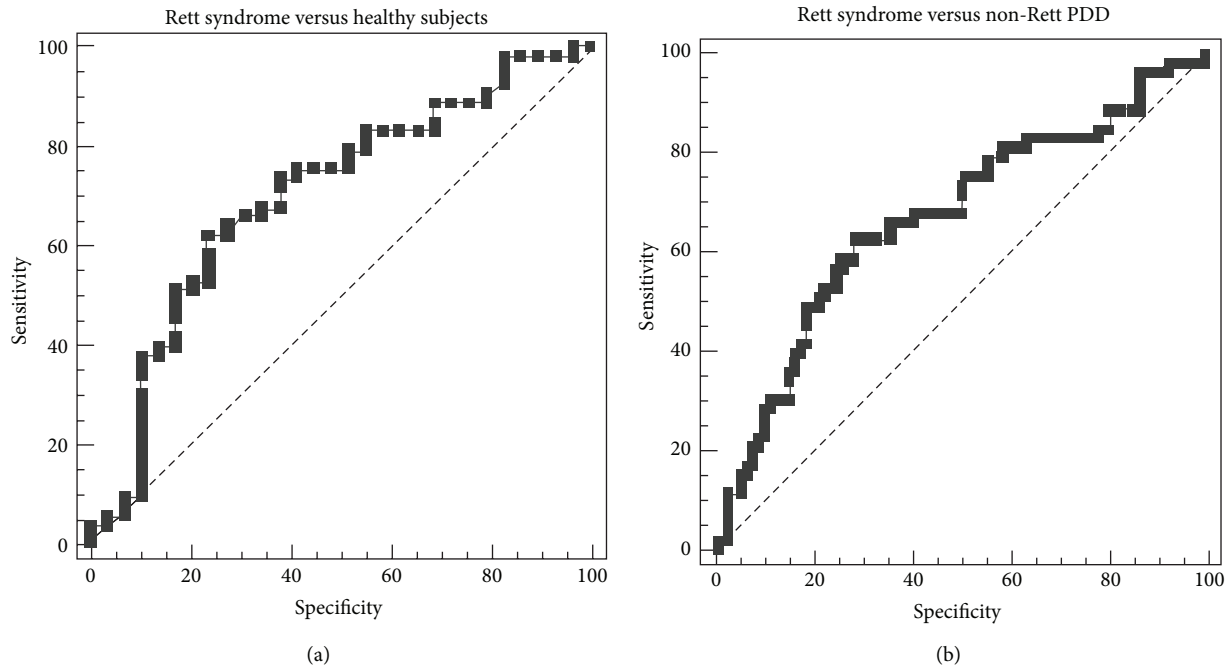 Rett syndrome versus healthy subjects
100
80
60
40
20
0
Sensitivity
0 20 40 60 80 100
Specificity
(a)
Rett syndrome versus non-Rett PDD
100
80
60
40
20
0
Sensitivity
0 20 40 60 80 100
Specificity
(b)